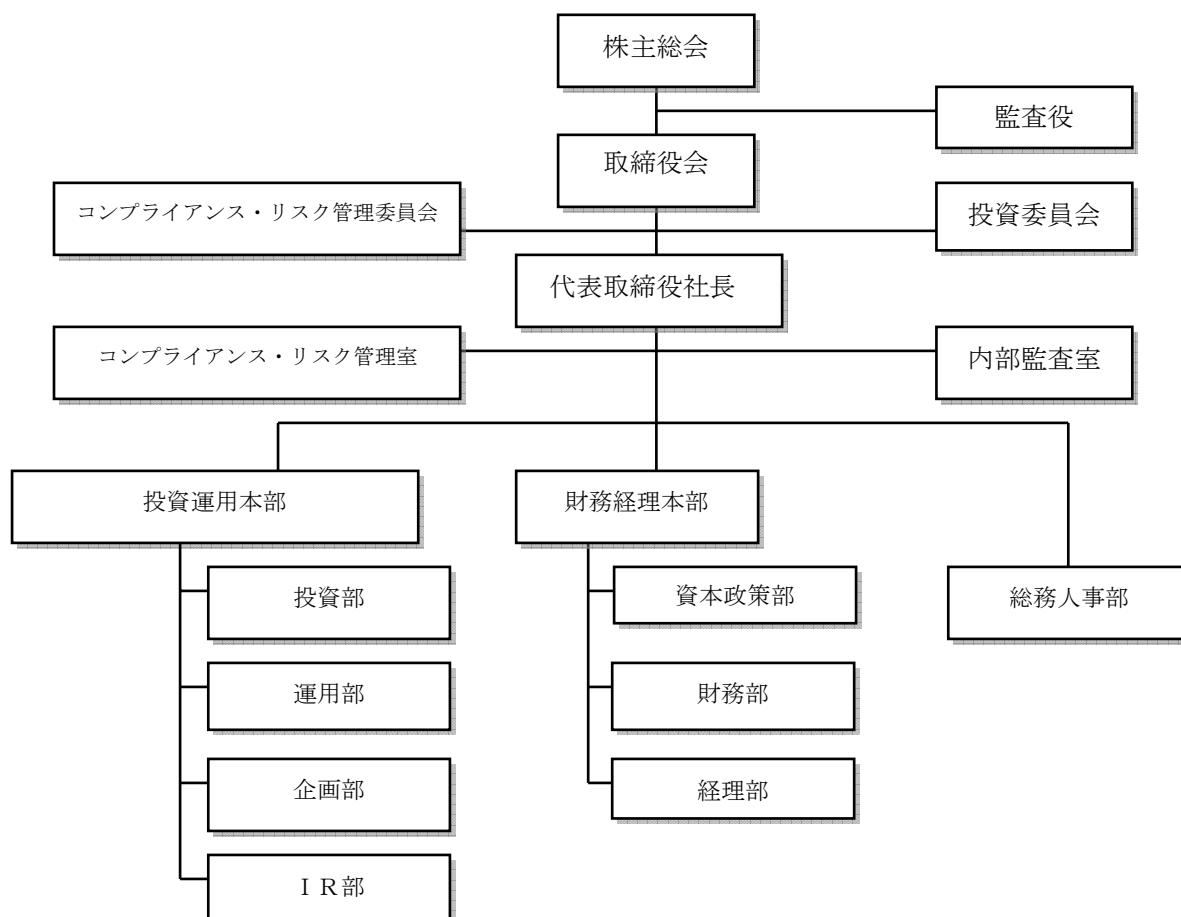 株主総会
監査役
取締役会
コンプライアンス・リスク管理委員会
投資委員会
代表取締役社長
コンプライアンス・リスク管理室
内部監査室
投資運用本部
財務経理本部
投資部
資本政策部
総務人事部
運用部
財務部
企画部
経理部
ＩＲ部